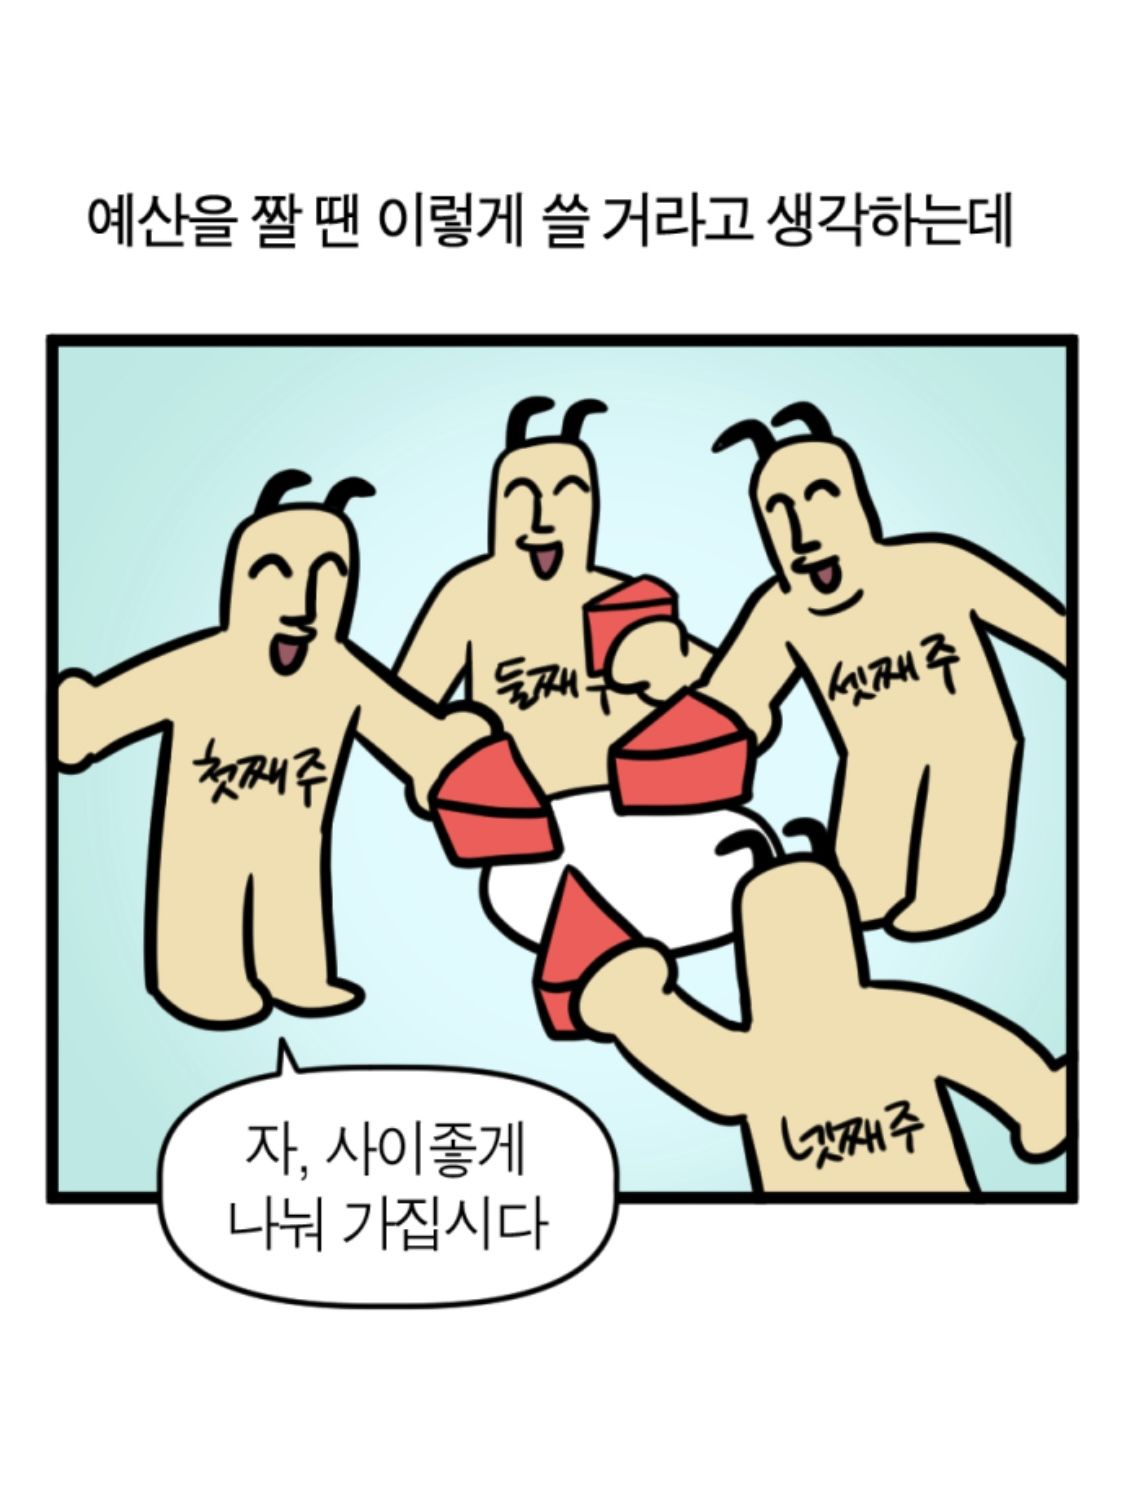 예산을 짤 땐 이렇게 쓸 거라고 생각하는데
첫째 주
둘째 주
셋째 주
넷째 주
자, 사이좋게
나눠 가집시다